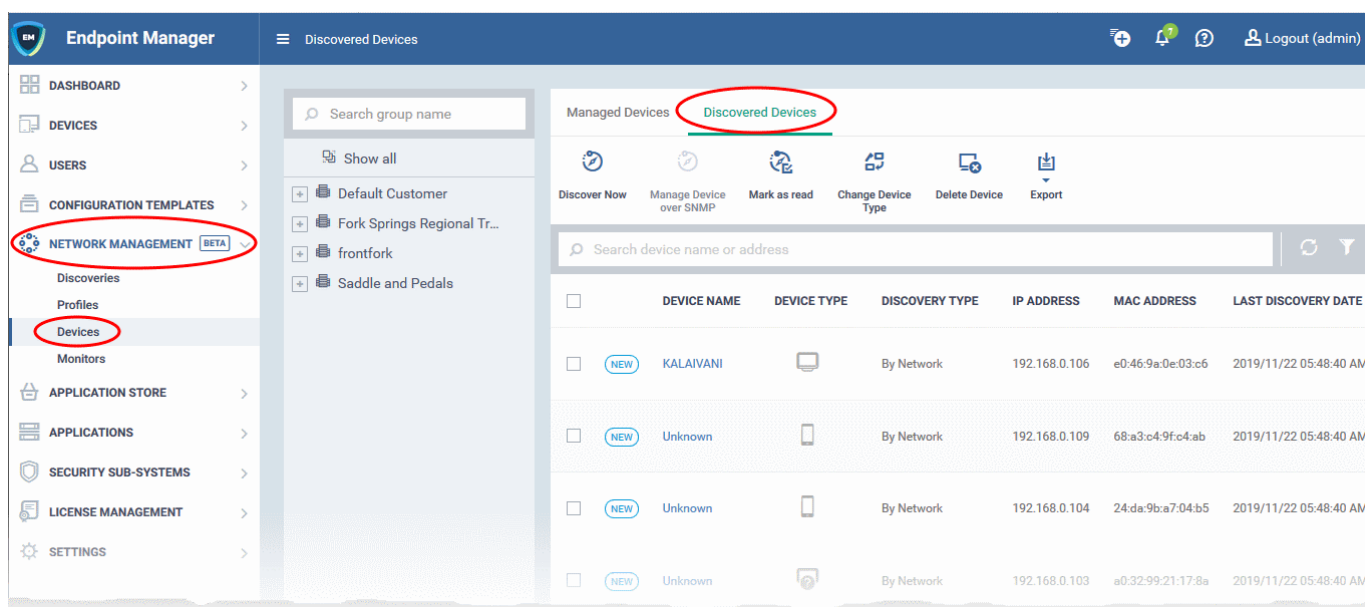 EM Endpoint Manager
Discovered Devices
7
Logout (admin)
DASHBOARD
DEVICES
USERS
CONFIGURATION TEMPLATES
NETWORK MANAGEMENT BETA
Discoveries
Profiles
Devices
Monitors
APPLICATION STORE
APPLICATIONS
SECURITY SUB-SYSTEMS
LICENSE MANAGEMENT
SETTINGS
Search group name
Show all
Default Customer
Fork Springs Regional Tr...
frontfork
Saddle and Pedals
Managed Devices Discovered Devices
Discover Now
Manage Device
over SNMP
Mark as read
Change Device
Type
Delete Device
Export
Search device name or address
DEVICE NAME DEVICE TYPE DISCOVERY TYPE IP ADDRESS MAC ADDRESS LAST DISCOVERY DATE
NEW KALAIVANI By Network 192.168.0.106 e0:46:9a:0e:03:c6 2019/11/22 05:48:40 AM
NEW Unknown By Network 192.168.0.109 68:a3:c4:9f:c4:ab 2019/11/22 05:48:40 AM
NEW Unknown By Network 192.168.0.104 24:da:9b:a7:04:b5 2019/11/22 05:48:40 AM
NEW Unknown By Network 192.168.0.103 a0:32:99:21:17:8a 2019/11/22 05:48:40 AM